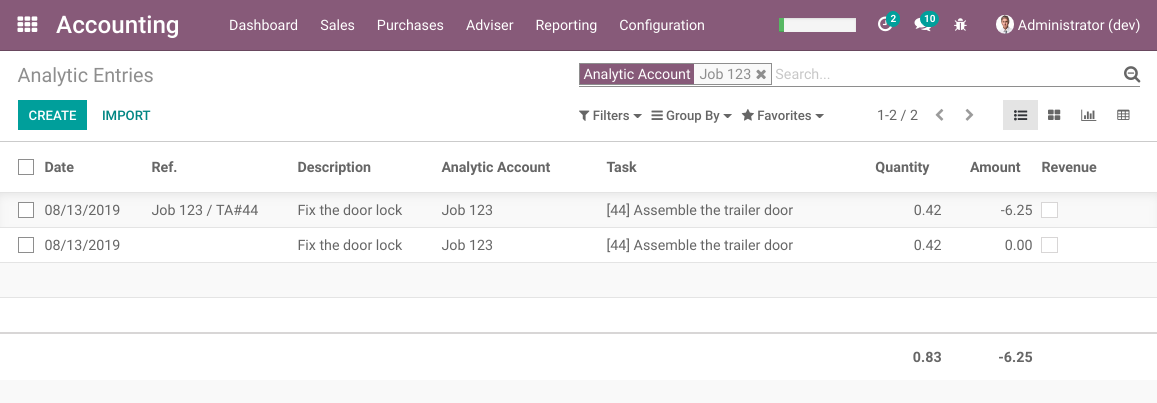 Accounting Dashboard Sales Purchases Adviser Reporting Configuration 2 10 Administrator (dev)
Analytic Entries Analytic Account Job 123 Search...
CREATE IMPORT Filters Group By Favorites 1-2 / 2
Date Ref. Description Analytic Account Task Quantity Amount Revenue
08/13/2019 Job 123 / TA#44 Fix the door lock Job 123 [44] Assemble the trailer door 0.42 -6.25
08/13/2019 Fix the door lock Job 123 [44] Assemble the trailer door 0.42 0.00
0.83 -6.25